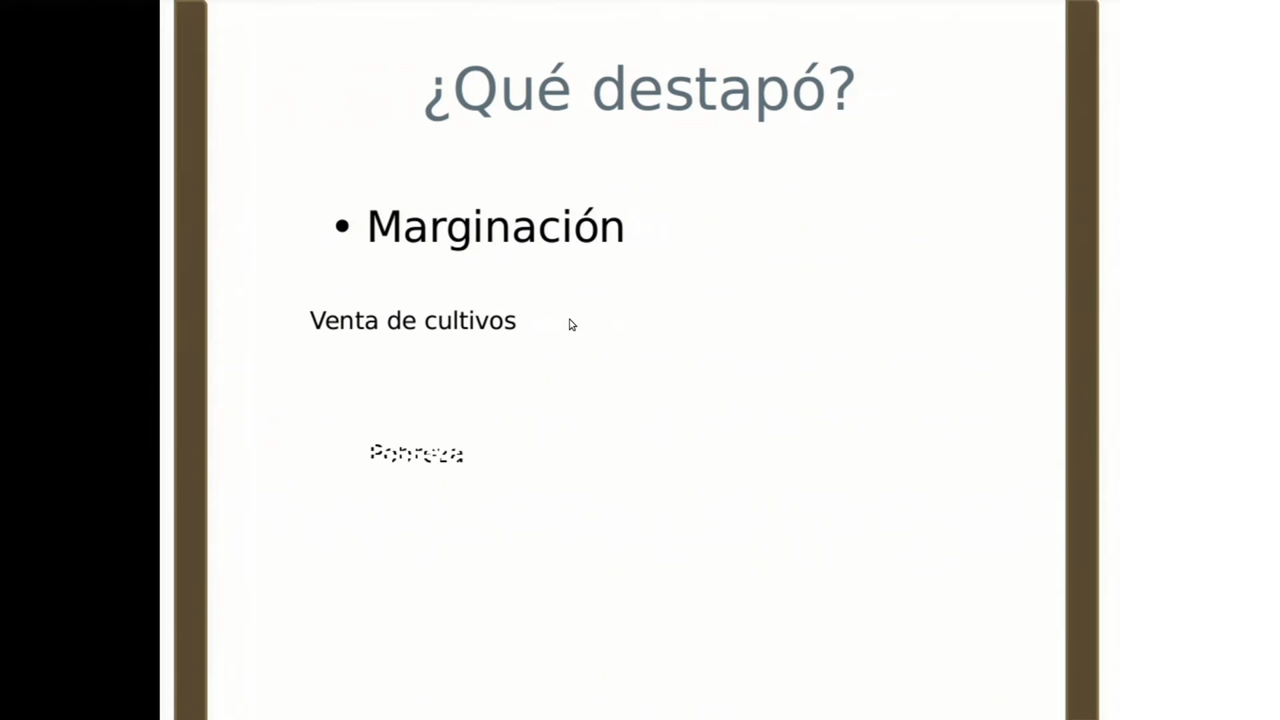 ¿Qué destapó?
• Marginación
Venta de cultivos
Pobreza